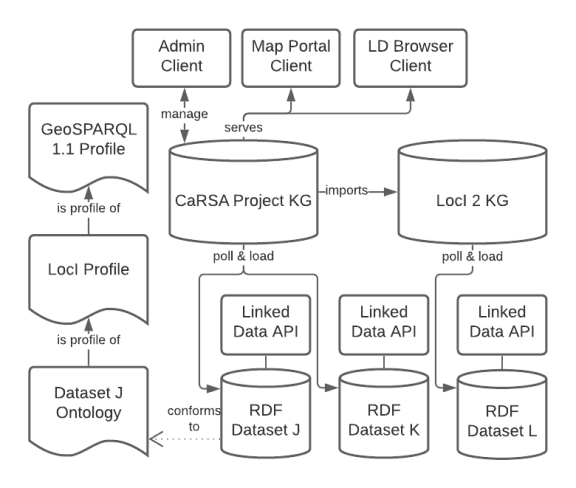 Admin
Client
Map Portal
Client
LD Browser
Client
manage
serves
GeoSPARQL
1.1 Profile
CaRSA Project KG
imports
LocI 2 KG
is profile of
LocI Profile
poll & load
poll & load
Linked
Data API
Linked
Data API
Linked
Data API
is profile of
Dataset J
Ontology
conforms
to
RDF
Dataset J
RDF
Dataset K
RDF
Dataset L